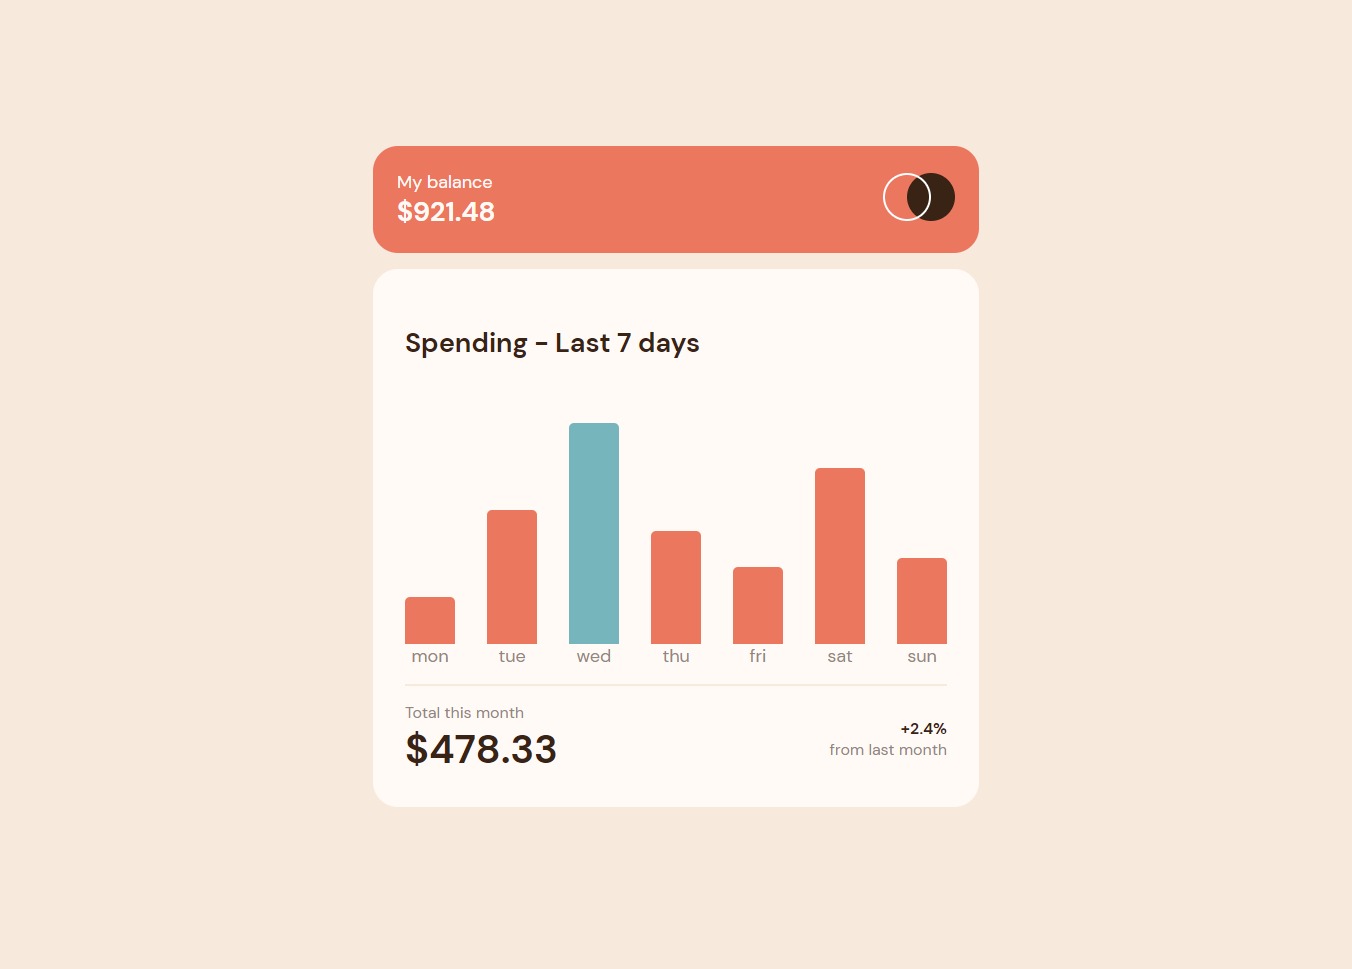 My balance
$921.48
Spending - Last 7 days
mon tue wed thu fri sat sun
Total this month
$478.33
+2.4%
from last month